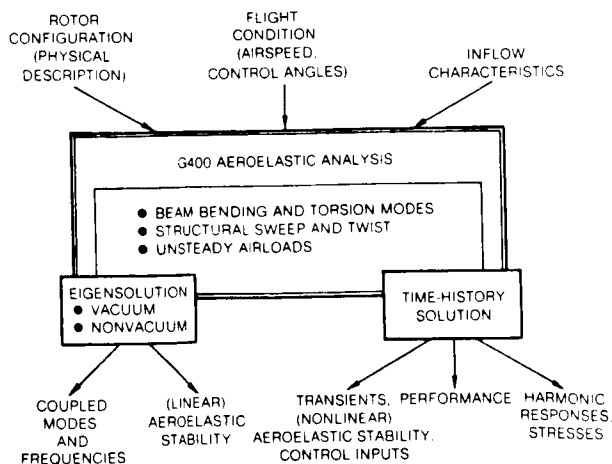 ROTOR
CONFIGURATION
(PHYSICAL
DESCRIPTION)
FLIGHT
CONDITION
(AIRSPEED,
CONTROL ANGLES)
INFLOW
CHARACTERISTICS
G400 AEROELASTIC ANALYSIS
● BEAM BENDING AND TORSION MODES
● STRUCTURAL SWEEP AND TWIST
● UNSTEADY AIRLOADS
EIGENSOLUTION
● VACUUM
● NONVACUUM
TIME-HISTORY
SOLUTION
COUPLED
MODES
AND
FREQUENCIES
(LINEAR)
AEROELASTIC
STABILITY
TRANSIENTS,
(NONLINEAR)
AEROELASTIC STABILITY,
CONTROL INPUTS
PERFORMANCE
HARMONIC
RESPONSES,
STRESSES